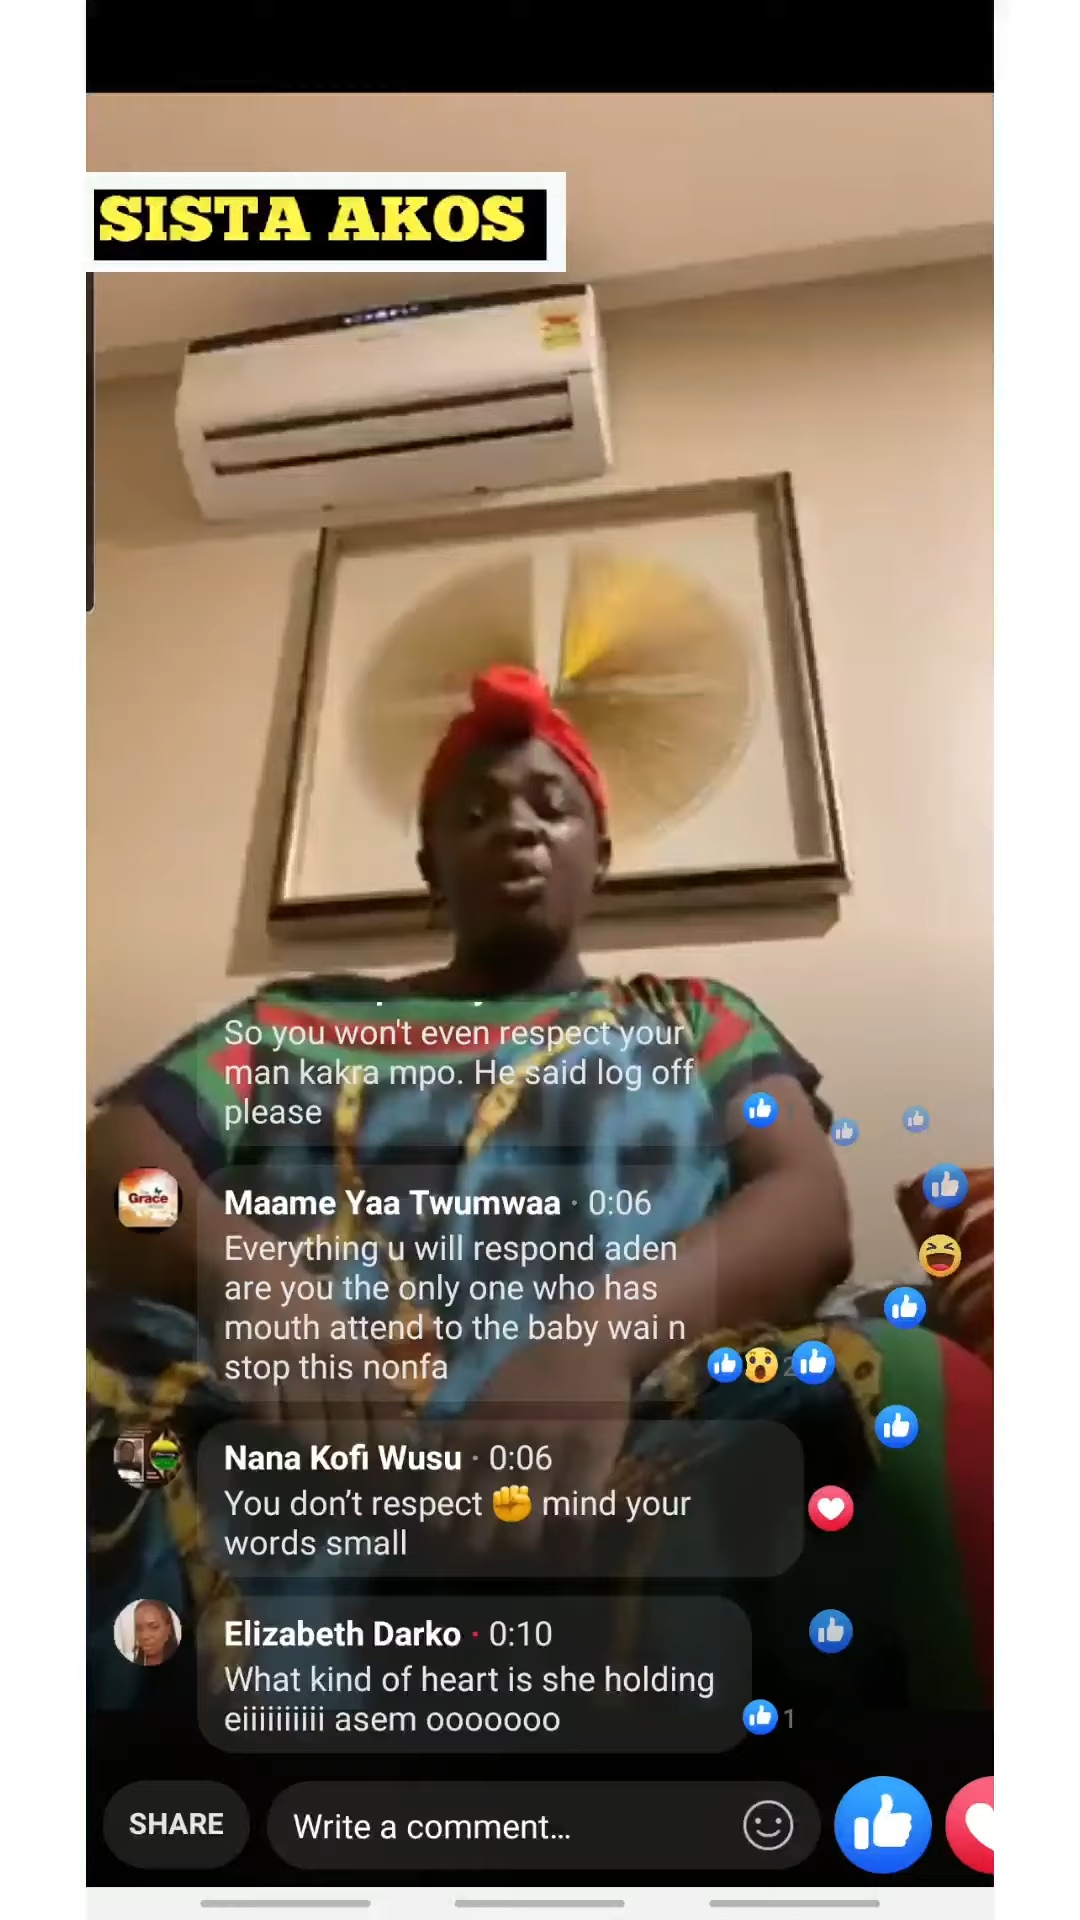 SISTA AKOS
So you won't even respect your
man kakra mpo. He said log off
please
Grace
Maame Yaa Twumwaa · 0:06
Everything u will respond aden
are you the only one who has
mouth attend to the baby wai n
stop this nonfa
2
Nana Kofi Wusu · 0:06
You don’t respect ✊ mind your
words small
Elizabeth Darko · 0:10
What kind of heart is she holding
eiiiiiiiiii asem ooooooo
1
SHARE
Write a comment...